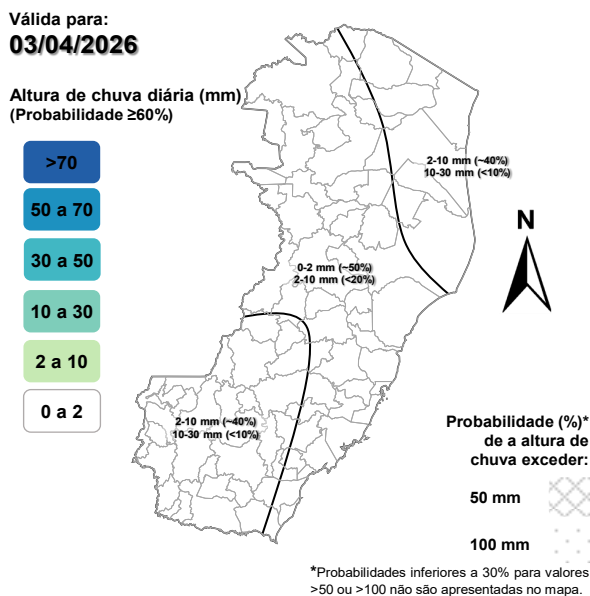 Válida para:
03/04/2026
Altura de chuva diária (mm)
(Probabilidade ≥60%)
>70
50 a 70
30 a 50
10 a 30
2 a 10
0 a 2
2-10 mm (~40%)
10-30 mm (<10%)
0-2 mm (~50%)
2-10 mm (<20%)
2-10 mm (~40%)
10-30 mm (<10%)
N
Probabilidade (%)*
de a altura de
chuva exceder:
50 mm
100 mm
*Probabilidades inferiores a 30% para valores
>50 ou >100 não são apresentadas no mapa.